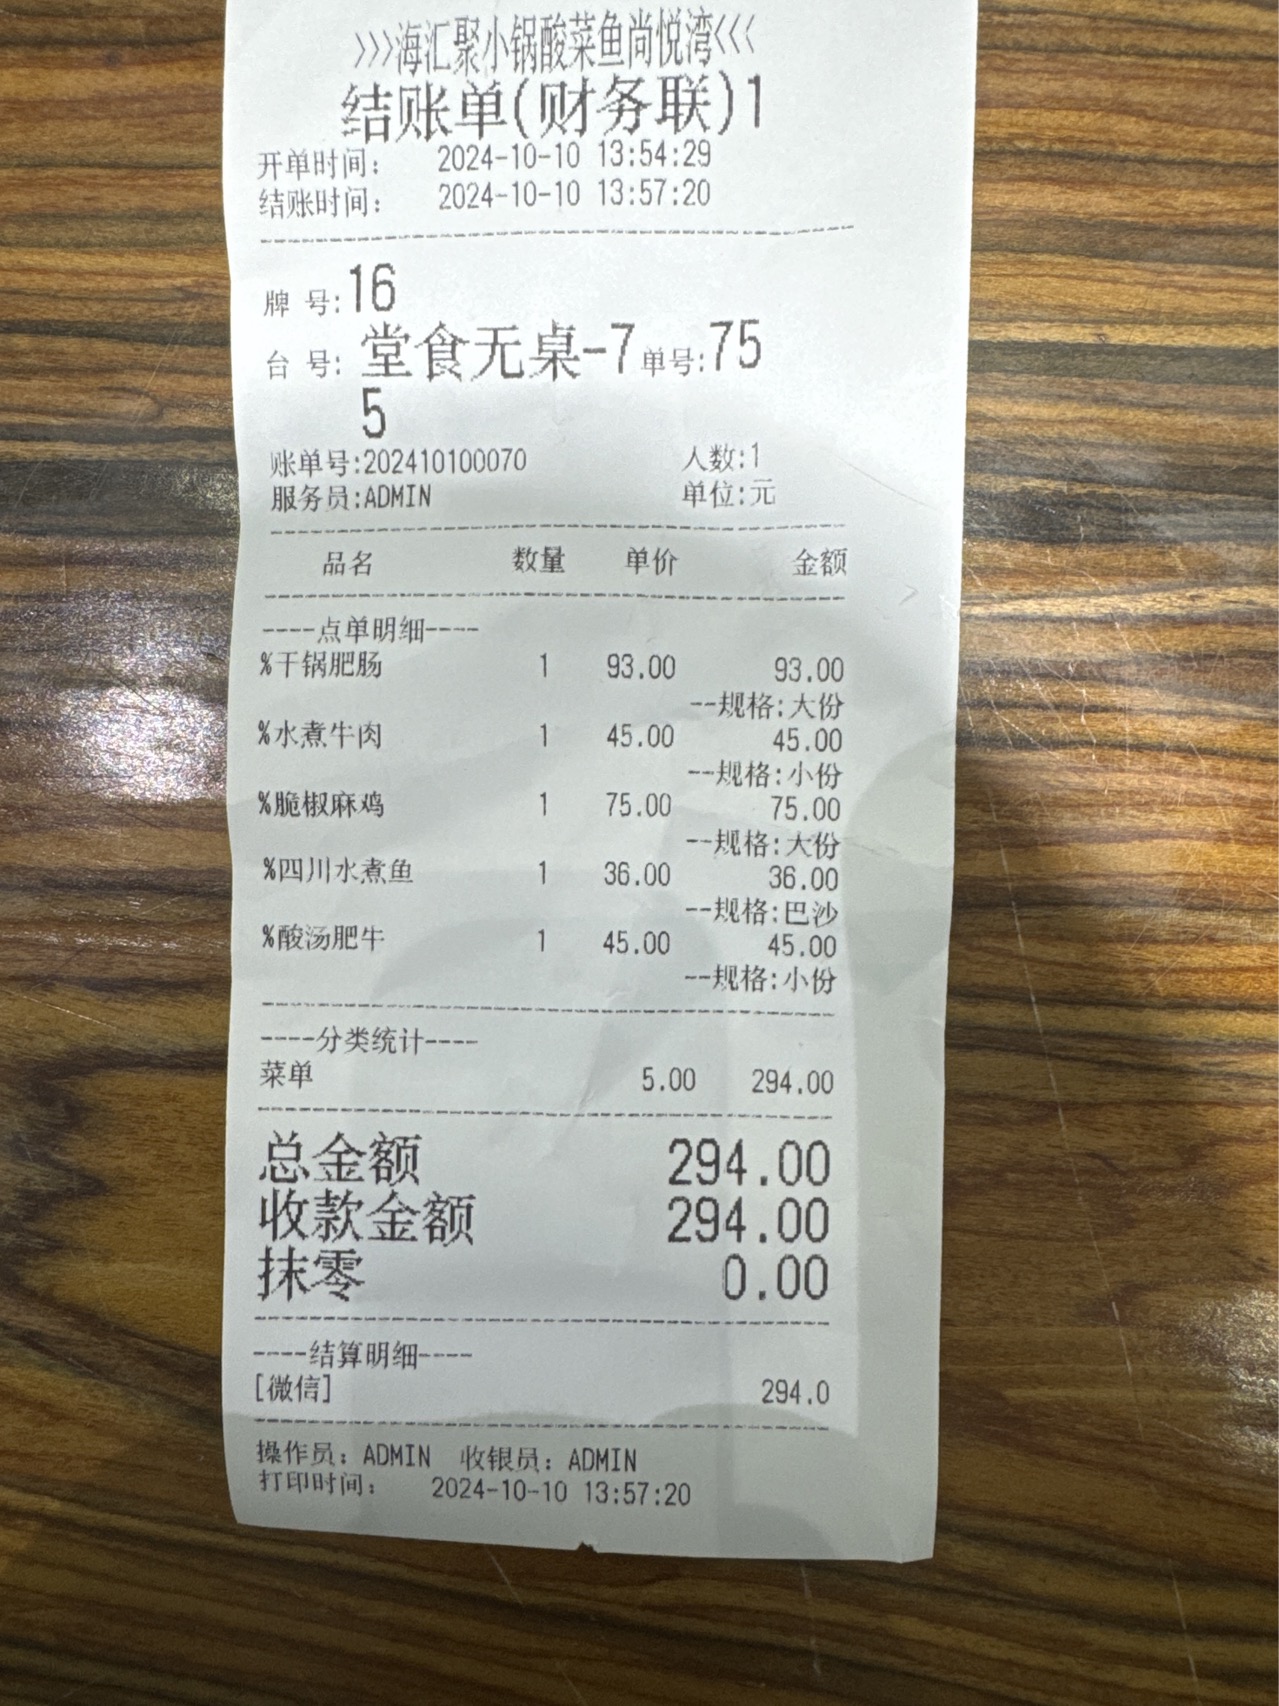 >>>海汇聚小锅酸菜鱼尚悦湾<<<
结账单(财务联)1
开单时间： 2024-10-10 13:54:29
结账时间： 2024-10-10 13:57:20
牌 号:16
台 号: 堂食无桌-7 单号:75
5
账单号:202410100070 人数:1
服务员:ADMIN 单位:元
品名 数量 单价 金额
----点单明细----
%干锅肥肠 1 93.00 93.00
--规格:大份
%水煮牛肉 1 45.00 45.00
--规格:小份
%脆椒麻鸡 1 75.00 75.00
--规格:大份
%四川水煮鱼 1 36.00 36.00
--规格:巴沙
%酸汤肥牛 1 45.00 45.00
--规格:小份
----分类统计----
菜单 5.00 294.00
总金额 294.00
收款金额 294.00
抹零 0.00
----结算明细----
[微信] 294.0
操作员：ADMIN 收银员：ADMIN
打印时间： 2024-10-10 13:57:20